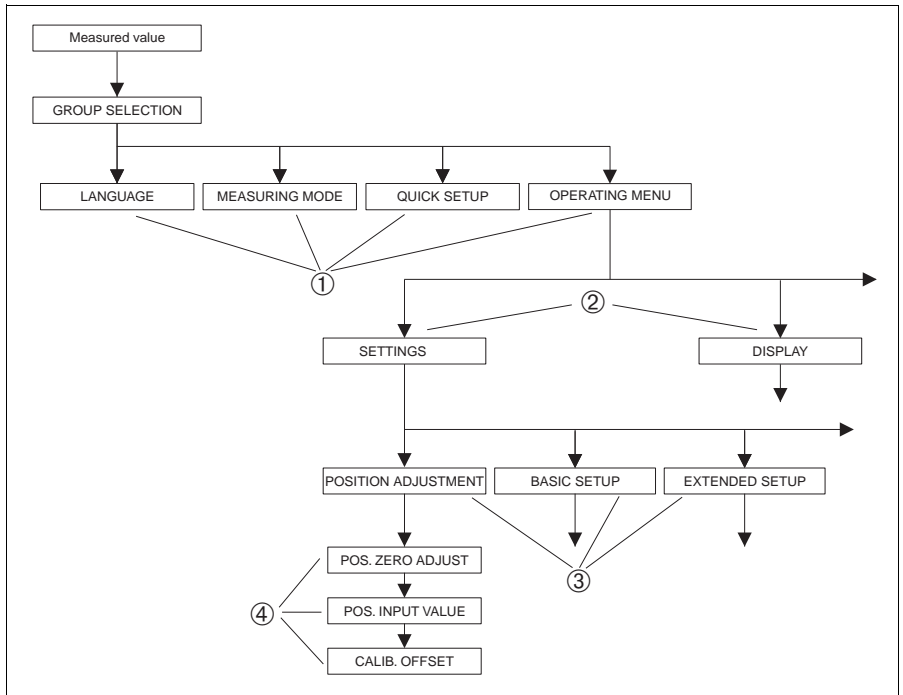 Measured value
GROUP SELECTION
LANGUAGE
MEASURING MODE
QUICK SETUP
OPERATING MENU
①
②
SETTINGS
DISPLAY
POSITION ADJUSTMENT
BASIC SETUP
EXTENDED SETUP
POS. ZERO ADJUST
③
④
POS. INPUT VALUE
CALIB. OFFSET